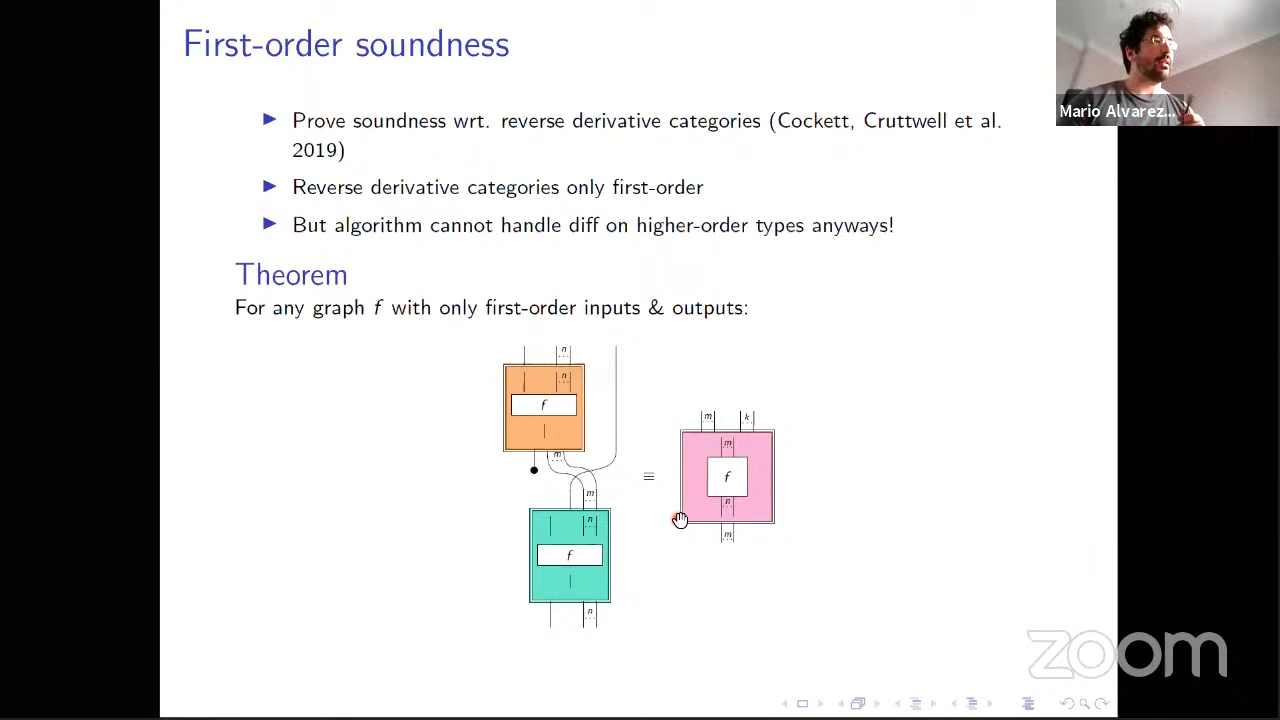 First-order soundness
Mario Alvarez...
Prove soundness wrt. reverse derivative categories (Cockett, Cruttwell et al.
2019)
Reverse derivative categories only first-order
But algorithm cannot handle diff on higher-order types anyways!
Theorem
For any graph f with only first-order inputs & outputs:
n
n
f
m
m
n
f
n
≡
m k
m
f
n
m
zoom